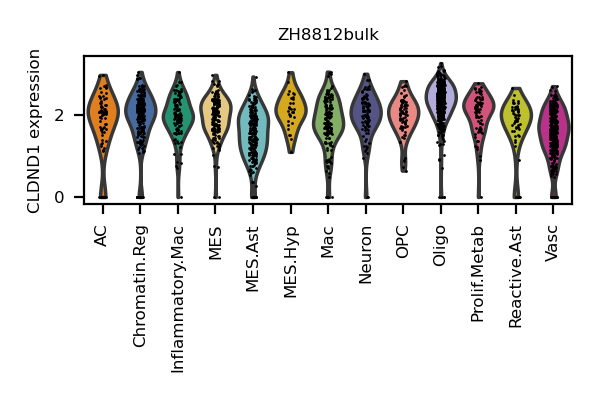 ZH8812bulk
CLDND1 expression
2
0
AC
Chromatin.Reg
Inflammatory.Mac
MES
MES.Ast
MES.Hyp
Mac
Neuron
OPC
Oligo
Prolif.Metab
Reactive.Ast
Vasc